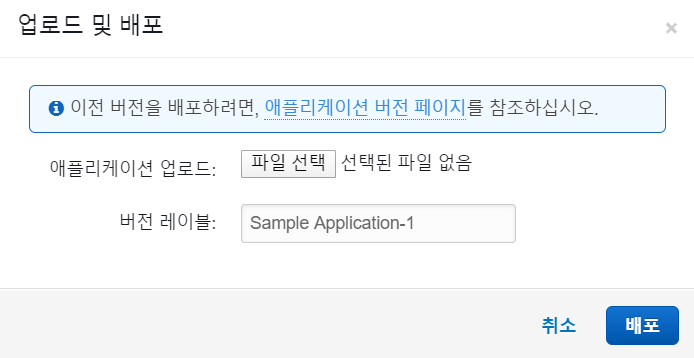 업로드 및 배포
×
이전 버전을 배포하려면, 애플리케이션 버전 페이지를 참조하십시오.
애플리케이션 업로드: 파일 선택 선택된 파일 없음
버전 레이블: Sample Application-1
취소 배포